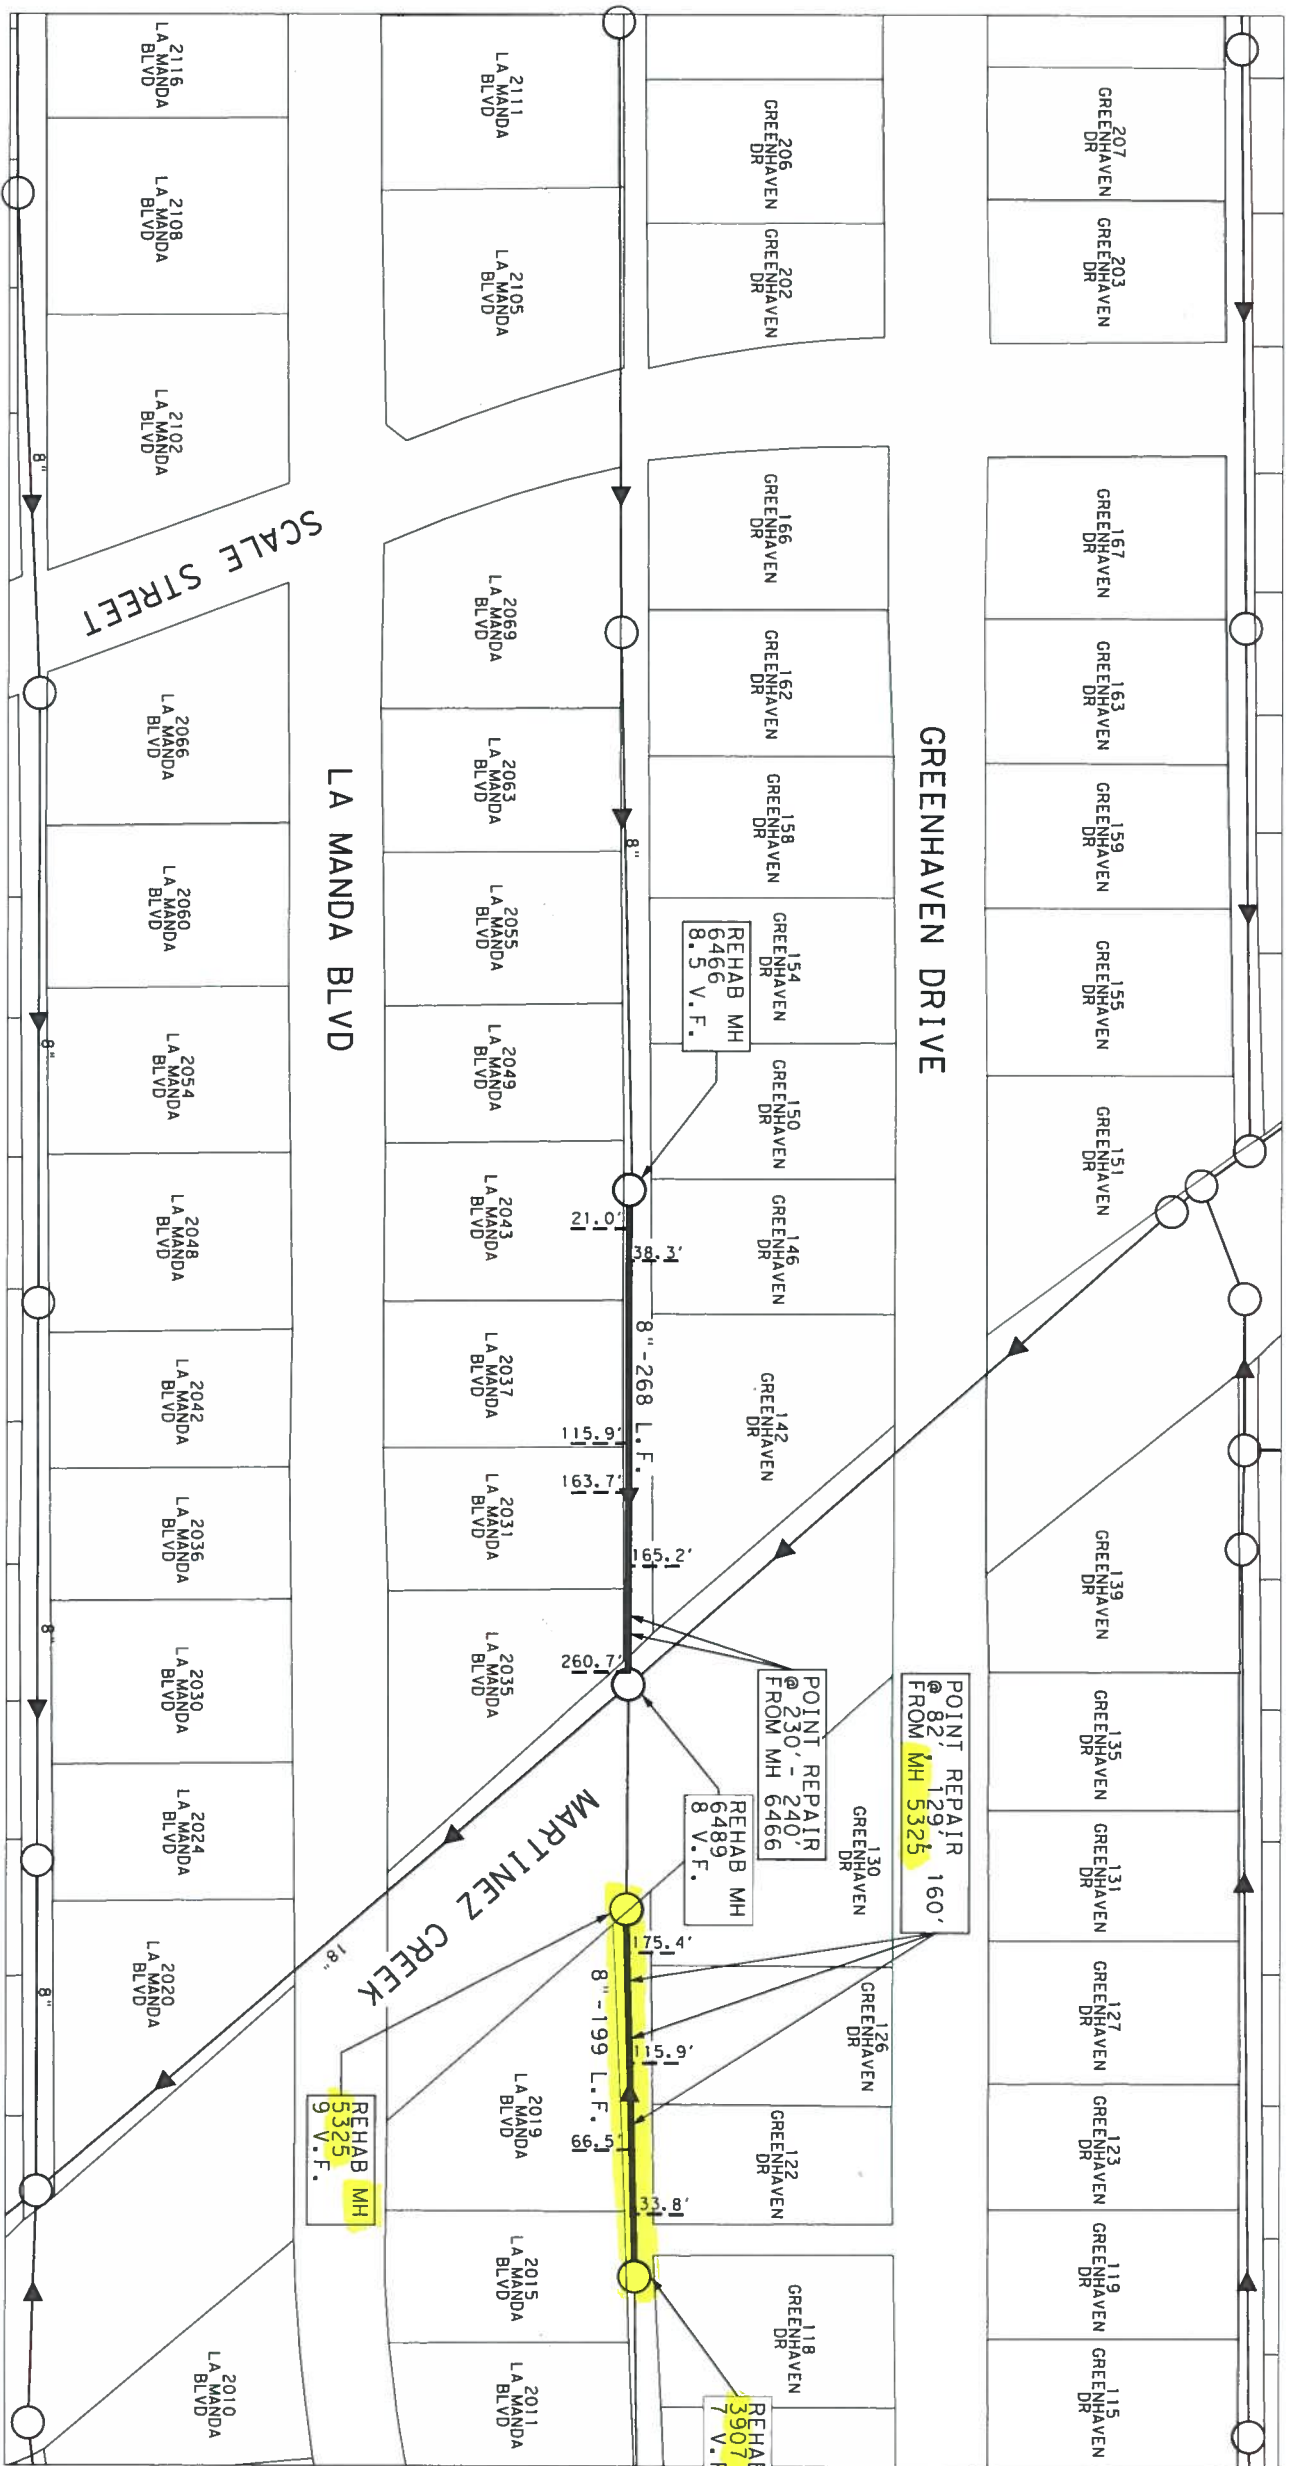 207
GREENHAVEN
DR
203
GREENHAVEN
DR
167
GREENHAVEN
DR
163
GREENHAVEN
DR
159
GREENHAVEN
DR
155
GREENHAVEN
DR
151
GREENHAVEN
DR
139
GREENHAVEN
DR
135
GREENHAVEN
DR
131
GREENHAVEN
DR
127
GREENHAVEN
DR
123
GREENHAVEN
DR
119
GREENHAVEN
DR
115
GREENHAVEN
DR
GREENHAVEN DRIVE
POINT REPAIR
@ 82', 129', 160'
FROM MH 5325
206
GREENHAVEN
DR
202
GREENHAVEN
DR
166
GREENHAVEN
DR
162
GREENHAVEN
DR
158
GREENHAVEN
DR
154
GREENHAVEN
DR
150
GREENHAVEN
DR
146
GREENHAVEN
DR
142
GREENHAVEN
DR
130
GREENHAVEN
DR
126
GREENHAVEN
DR
122
GREENHAVEN
DR
118
GREENHAVEN
DR
REHAB MH
6466
8.5 V.F.
POINT REPAIR
@ 230' - 240'
FROM MH 6466
REHAB MH
6489
8 V.F.
REHAB
3907
7 V.F
8"
38.3'
8"-268 L.F.
165.2'
175.4'
115.9'
33.8'
21.0'
115.9'
163.7'
260.7'
8"-199 L.F.
66.5'
2111
LA MANDA
BLVD
2105
LA MANDA
BLVD
2069
LA MANDA
BLVD
2063
LA MANDA
BLVD
2055
LA MANDA
BLVD
2049
LA MANDA
BLVD
2043
LA MANDA
BLVD
2037
LA MANDA
BLVD
2031
LA MANDA
BLVD
2035
LA MANDA
BLVD
MARTINEZ CREEK
2019
LA MANDA
BLVD
2015
LA MANDA
BLVD
2011
LA MANDA
BLVD
SCALE STREET
LA MANDA BLVD
18"
REHAB MH
5325
9 V.F.
2116
LA MANDA
BLVD
2108
LA MANDA
BLVD
2102
LA MANDA
BLVD
2066
LA MANDA
BLVD
2060
LA MANDA
BLVD
2054
LA MANDA
BLVD
2048
LA MANDA
BLVD
2042
LA MANDA
BLVD
2036
LA MANDA
BLVD
2030
LA MANDA
BLVD
2024
LA MANDA
BLVD
2020
LA MANDA
BLVD
2010
LA MANDA
BLVD
8"
8"
8"
8"